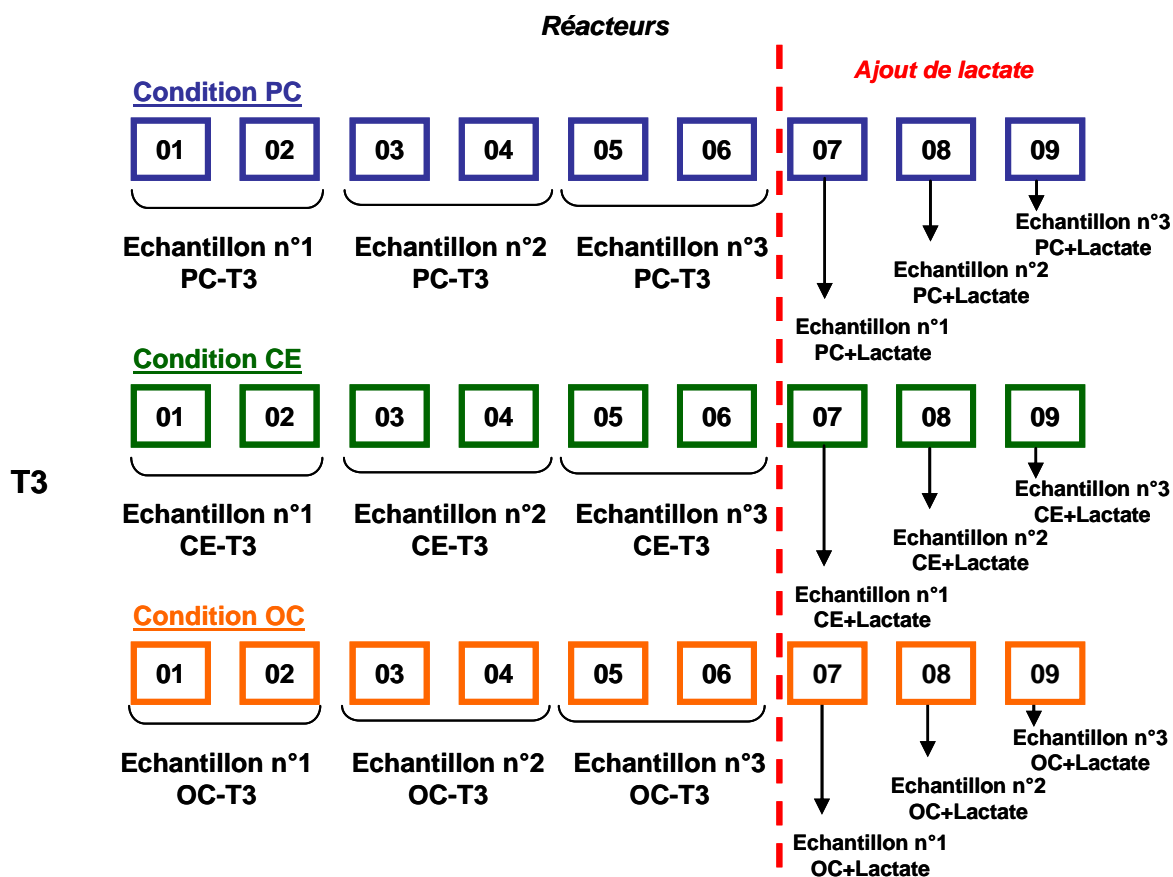 Réacteurs
Ajout de lactate
Condition PC
01 02 03 04 05 06 07 08 09
Echantillon n°1
PC-T3
Echantillon n°2
PC-T3
Echantillon n°3
PC-T3
Echantillon n°1
PC+Lactate
Echantillon n°2
PC+Lactate
Echantillon n°3
PC+Lactate
T3
Condition CE
01 02 03 04 05 06 07 08 09
Echantillon n°1
CE-T3
Echantillon n°2
CE-T3
Echantillon n°3
CE-T3
Echantillon n°1
CE+Lactate
Echantillon n°2
CE+Lactate
Echantillon n°3
CE+Lactate
Condition OC
01 02 03 04 05 06 07 08 09
Echantillon n°1
OC-T3
Echantillon n°2
OC-T3
Echantillon n°3
OC-T3
Echantillon n°1
OC+Lactate
Echantillon n°2
OC+Lactate
Echantillon n°3
OC+Lactate